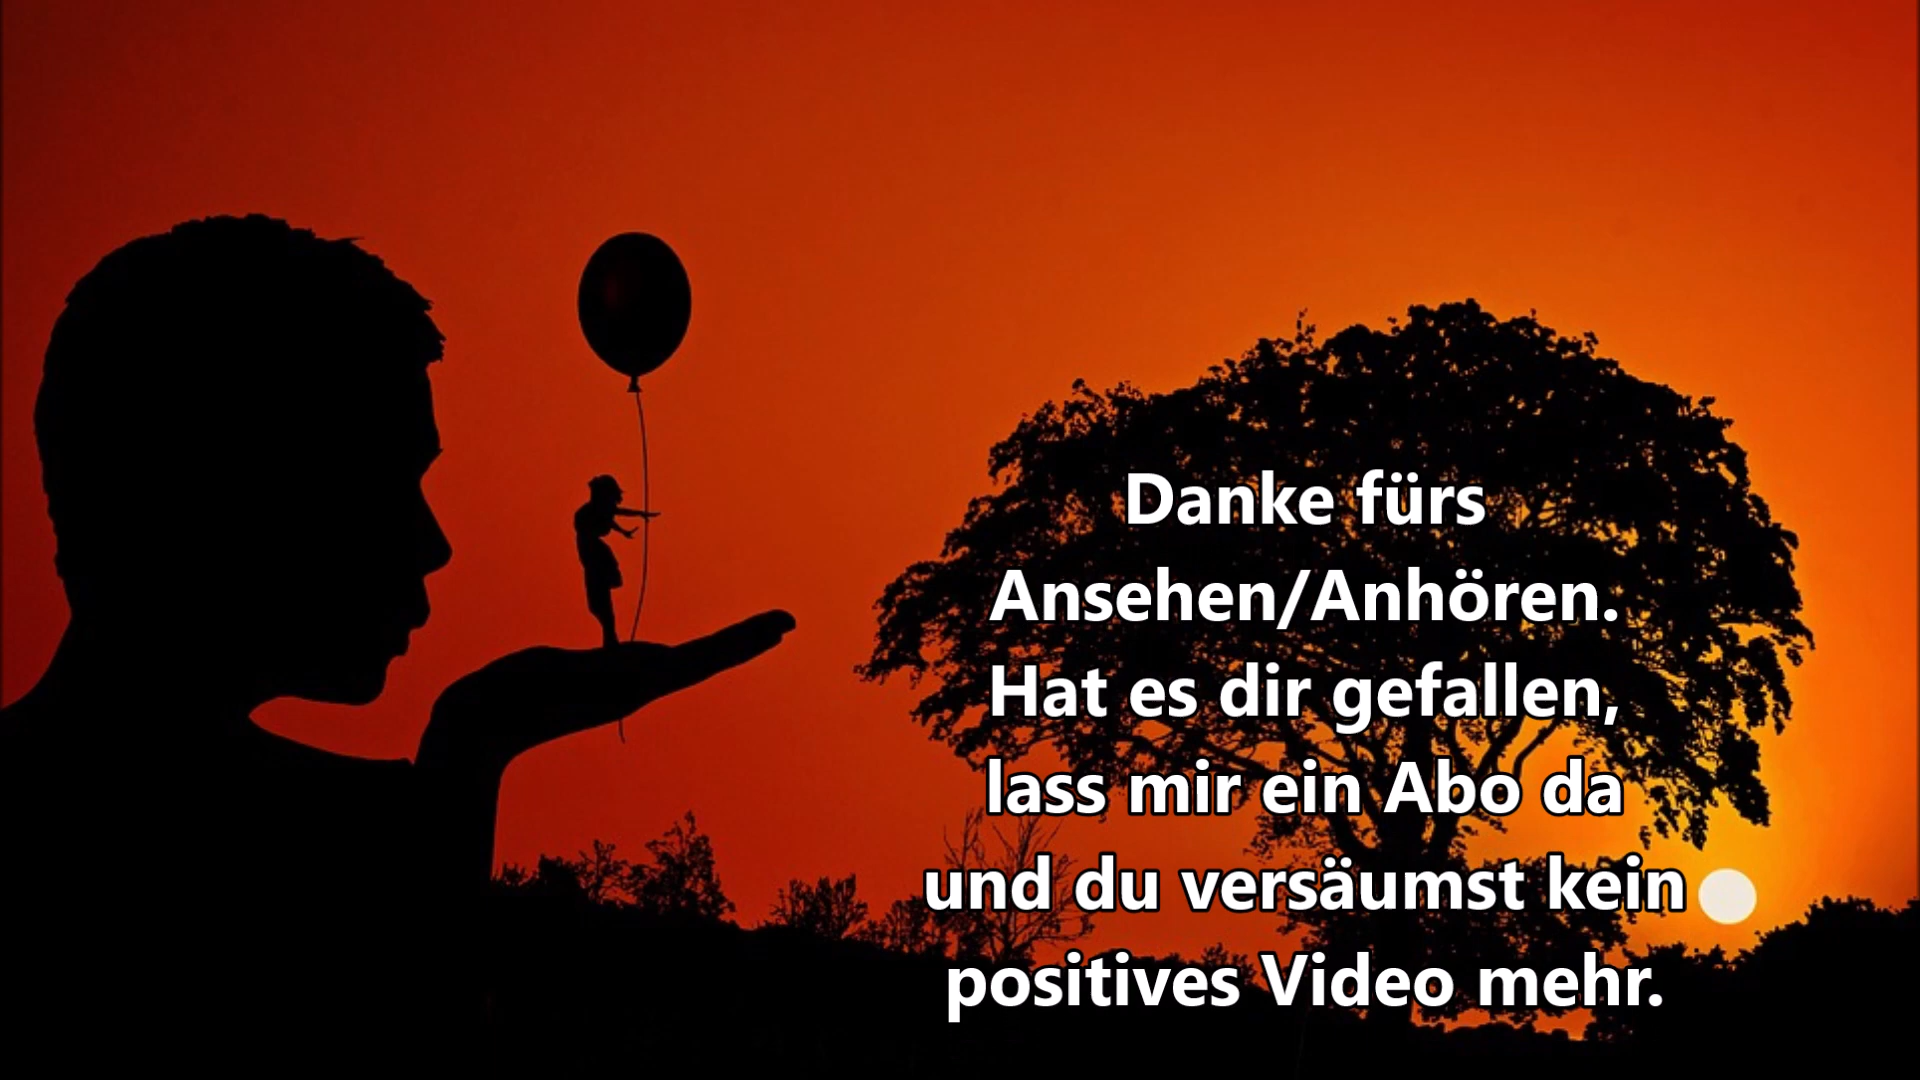 Danke fürs
Ansehen/Anhören.
Hat es dir gefallen,
lass mir ein Abo da
und du versäumst kein
positives Video mehr.